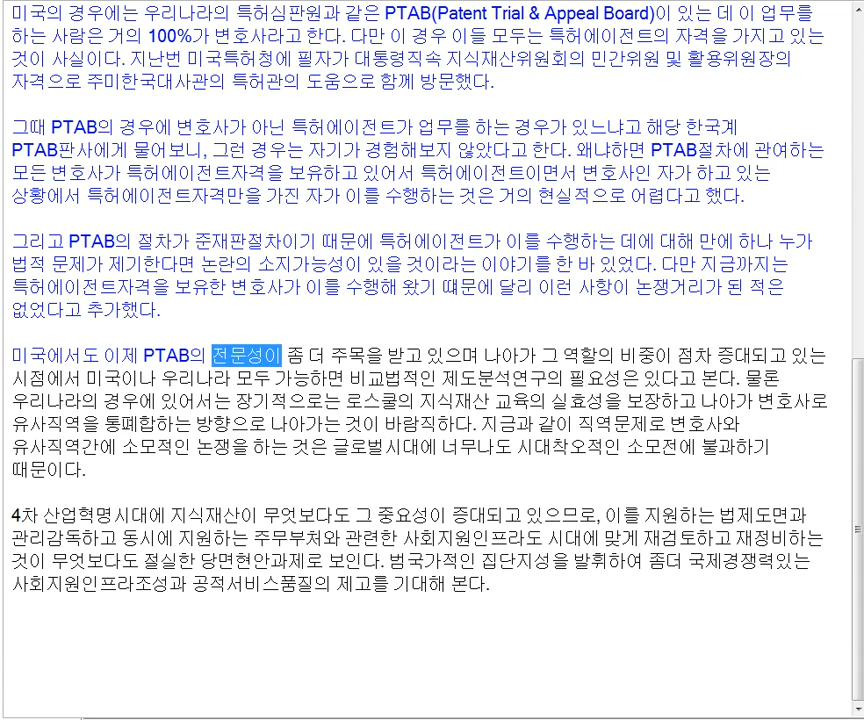 미국의 경우에는 우리나라의 특허심판원과 같은 PTAB(Patent Trial & Appeal Board)이 있는 데 이 업무를
하는 사람은 거의 100%가 변호사라고 한다. 다만 이 경우 이들 모두는 특허에이전트의 자격을 가지고 있는
것이 사실이다. 지난번 미국특허청에 필자가 대통령직속 지식재산위원회의 민간위원 및 활용위원장의
자격으로 주미한국대사관의 특허관의 도움으로 함께 방문했다.
그때 PTAB의 경우에 변호사가 아닌 특허에이전트가 업무를 하는 경우가 있느냐고 해당 한국계
PTAB판사에게 물어보니, 그런 경우는 자기가 경험해보지 않았다고 한다. 왜냐하면 PTAB절차에 관여하는
모든 변호사가 특허에이전트자격을 보유하고 있어서 특허에이전트이면서 변호사인 자가 하고 있는
상황에서 특허에이전트자격만을 가진 자가 이를 수행하는 것은 거의 현실적으로 어렵다고 했다.
그리고 PTAB의 절차가 준재판절차이기 때문에 특허에이전트가 이를 수행하는 데에 대해 만에 하나 누가
법적 문제가 제기한다면 논란의 소지가능성이 있을 것이라는 이야기를 한 바 있었다. 다만 지금까지는
특허에이전트자격을 보유한 변호사가 이를 수행해 왔기 떄문에 달리 이런 사항이 논쟁거리가 된 적은
없었다고 추가했다.
미국에서도 이제 PTAB의 전문성이 좀 더 주목을 받고 있으며 나아가 그 역할의 비중이 점차 증대되고 있는
시점에서 미국이나 우리나라 모두 가능하면 비교법적인 제도분석연구의 필요성은 있다고 본다. 물론
우리나라의 경우에 있어서는 장기적으로는 로스쿨의 지식재산 교육의 실효성을 보장하고 나아가 변호사로
유사직역을 통폐합하는 방향으로 나아가는 것이 바람직하다. 지금과 같이 직역문제로 변호사와
유사직역간에 소모적인 논쟁을 하는 것은 글로벌시대에 너무나도 시대착오적인 소모전에 불과하기
때문이다.
4차 산업혁명시대에 지식재산이 무엇보다도 그 중요성이 증대되고 있으므로, 이를 지원하는 법제도면과
관리감독하고 동시에 지원하는 주무부처와 관련한 사회지원인프라도 시대에 맞게 재검토하고 재정비하는
것이 무엇보다도 절실한 당면현안과제로 보인다. 범국가적인 집단지성을 발휘하여 좀더 국제경쟁력있는
사회지원인프라조성과 공적서비스품질의 제고를 기대해 본다.